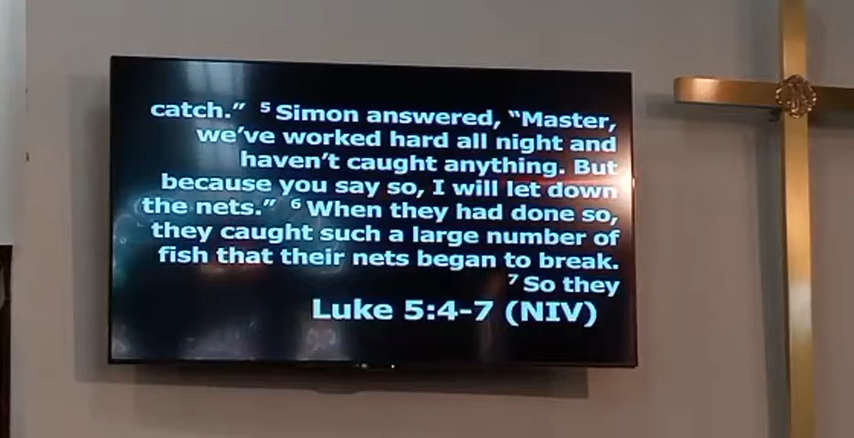 catch.” ⁵ Simon answered, “Master,
we’ve worked hard all night and
haven’t caught anything. But
because you say so, I will let down
the nets.” ⁶ When they had done so,
they caught such a large number of
fish that their nets began to break.
⁷ So they
Luke 5:4-7 (NIV)